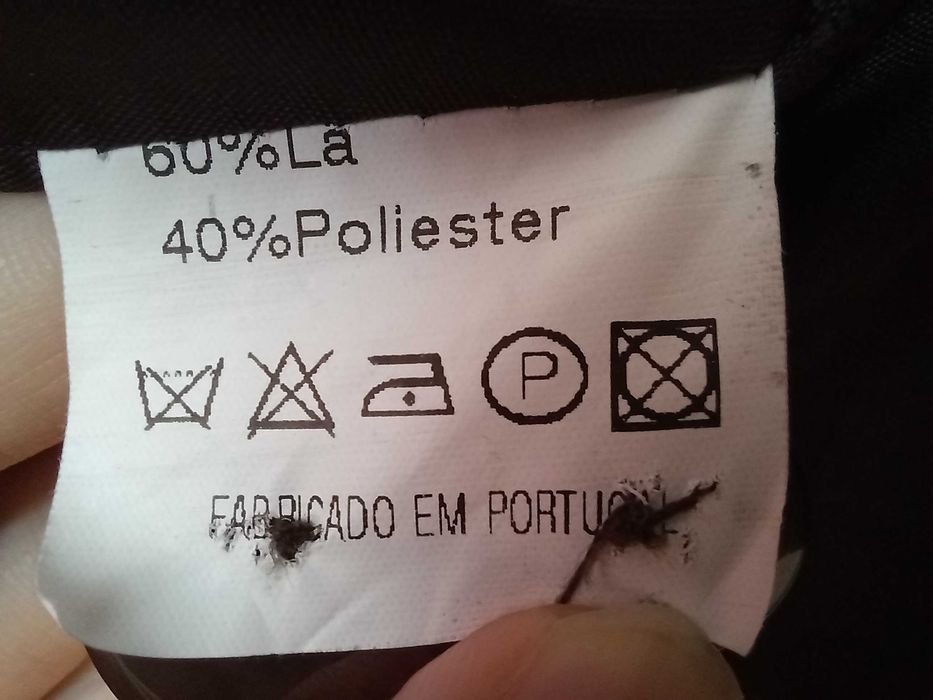 60%Lã
40%Poliester
P
FABRICADO EM PORTUGAL